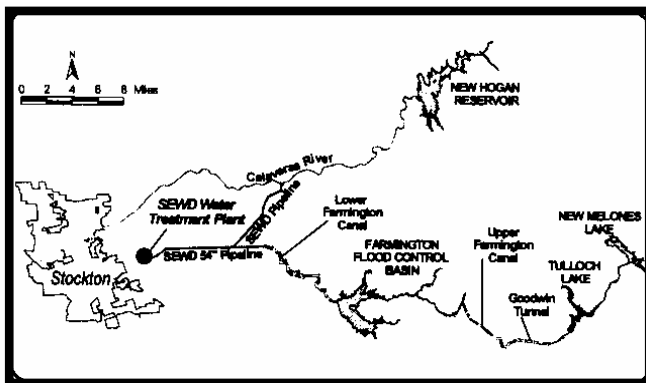 N
0 2 4 6 8 Miles
NEW HOGAN
RESERVOIR
Calaveras River
SEWD Water
Treatment Plant
SEWD Pipeline
Lower
Farmington
Canal
SEWD 54" Pipeline
Stockton
FARMINGTON
FLOOD CONTROL
BASIN
Upper
Farmington
Canal
NEW MELONES
LAKE
TULLOCH
LAKE
Goodwin
Tunnel